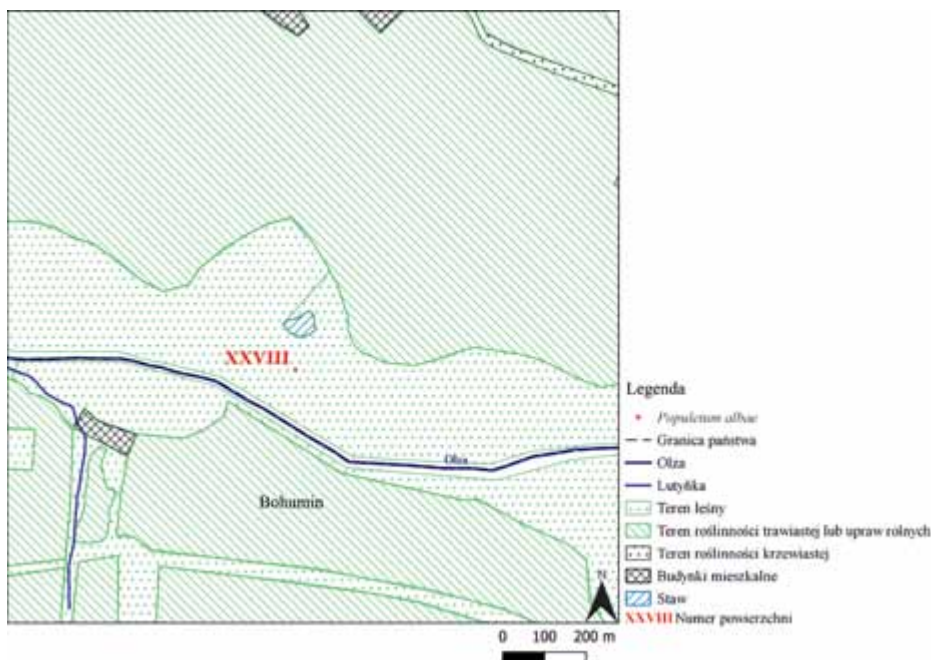 XXVIII
Olza
Bohumin
N
0 100 200 m
Legenda
Populetum albae
Granica państwa
Olza
Lutyňka
Teren leśny
Teren roślinności trawiastej lub upraw rolnych
Teren roślinności krzewiastej
Budynki mieszkalne
Staw
XXVIII Numer powierzchni